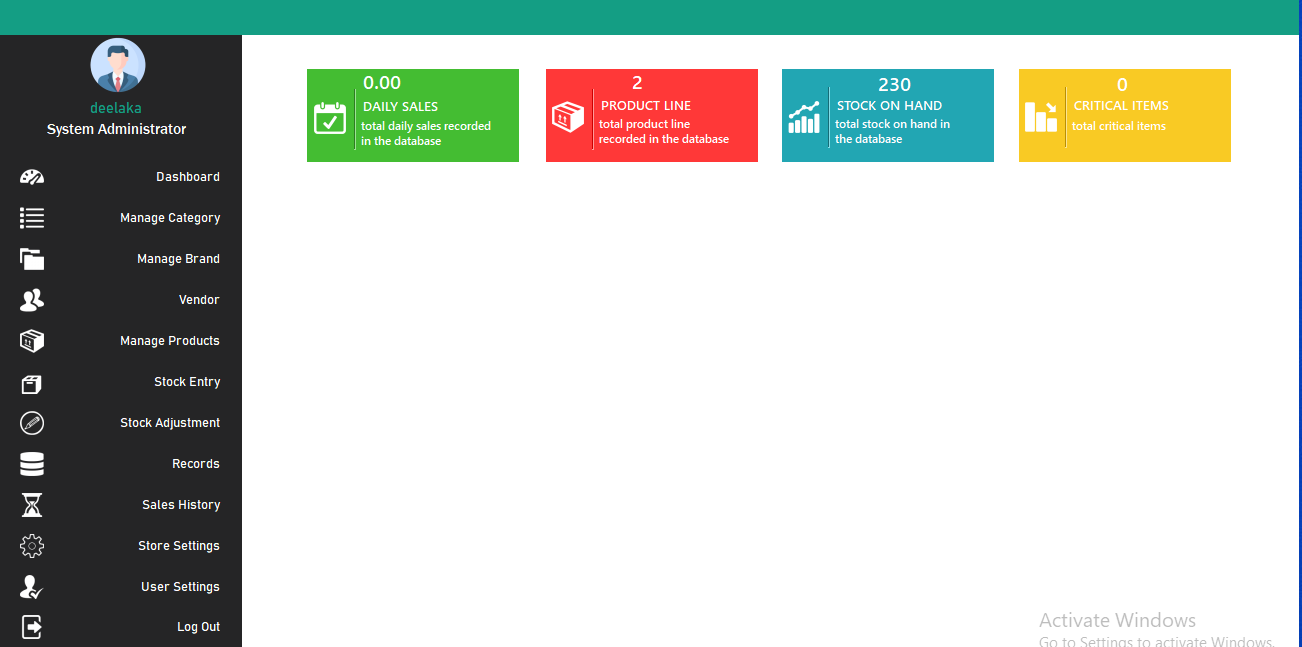 deelaka
System Administrator
Dashboard
Manage Category
Manage Brand
Vendor
Manage Products
Stock Entry
Stock Adjustment
Records
Sales History
Store Settings
User Settings
Log Out
0.00
DAILY SALES
total daily sales recorded
in the database
2
PRODUCT LINE
total product line
recorded in the database
230
STOCK ON HAND
total stock on hand in
the database
0
CRITICAL ITEMS
total critical items
Activate Windows
Go to Settings to activate Windows.